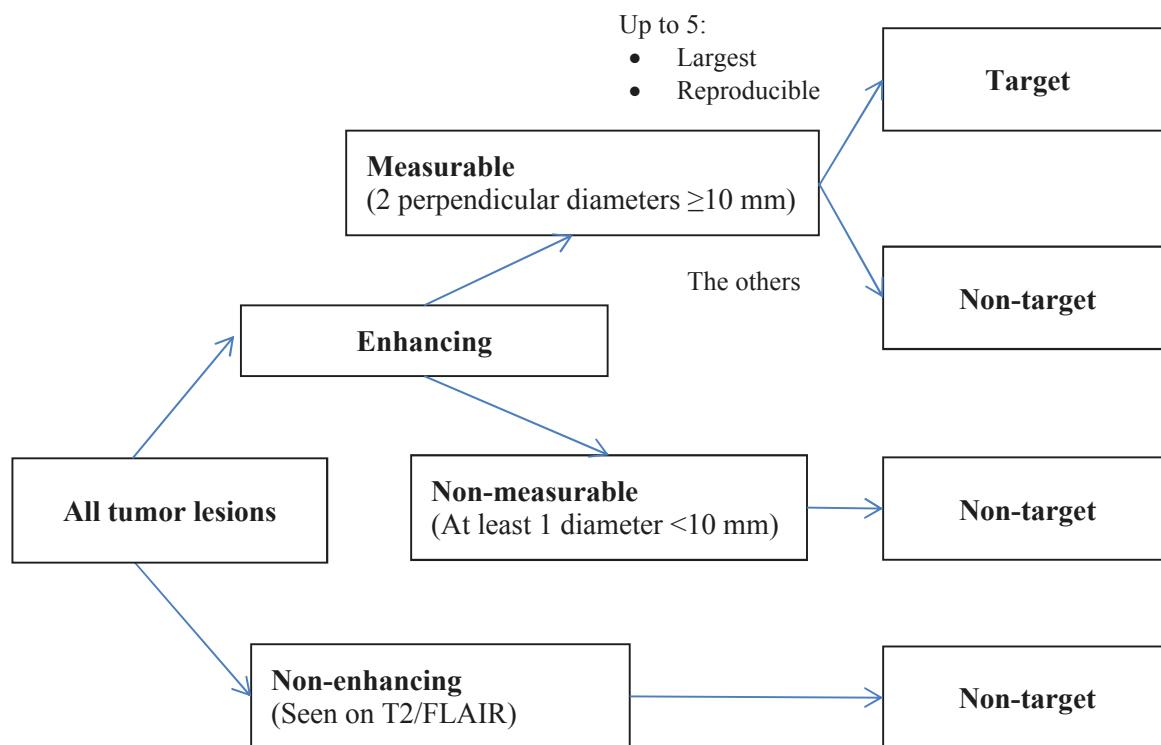 Up to 5:
• Largest
• Reproducible
Target
Measurable
(2 perpendicular diameters ≥10 mm)
The others
Non-target
Enhancing
All tumor lesions
Non-measurable
(At least 1 diameter <10 mm)
Non-target
Non-enhancing
(Seen on T2/FLAIR)
Non-target